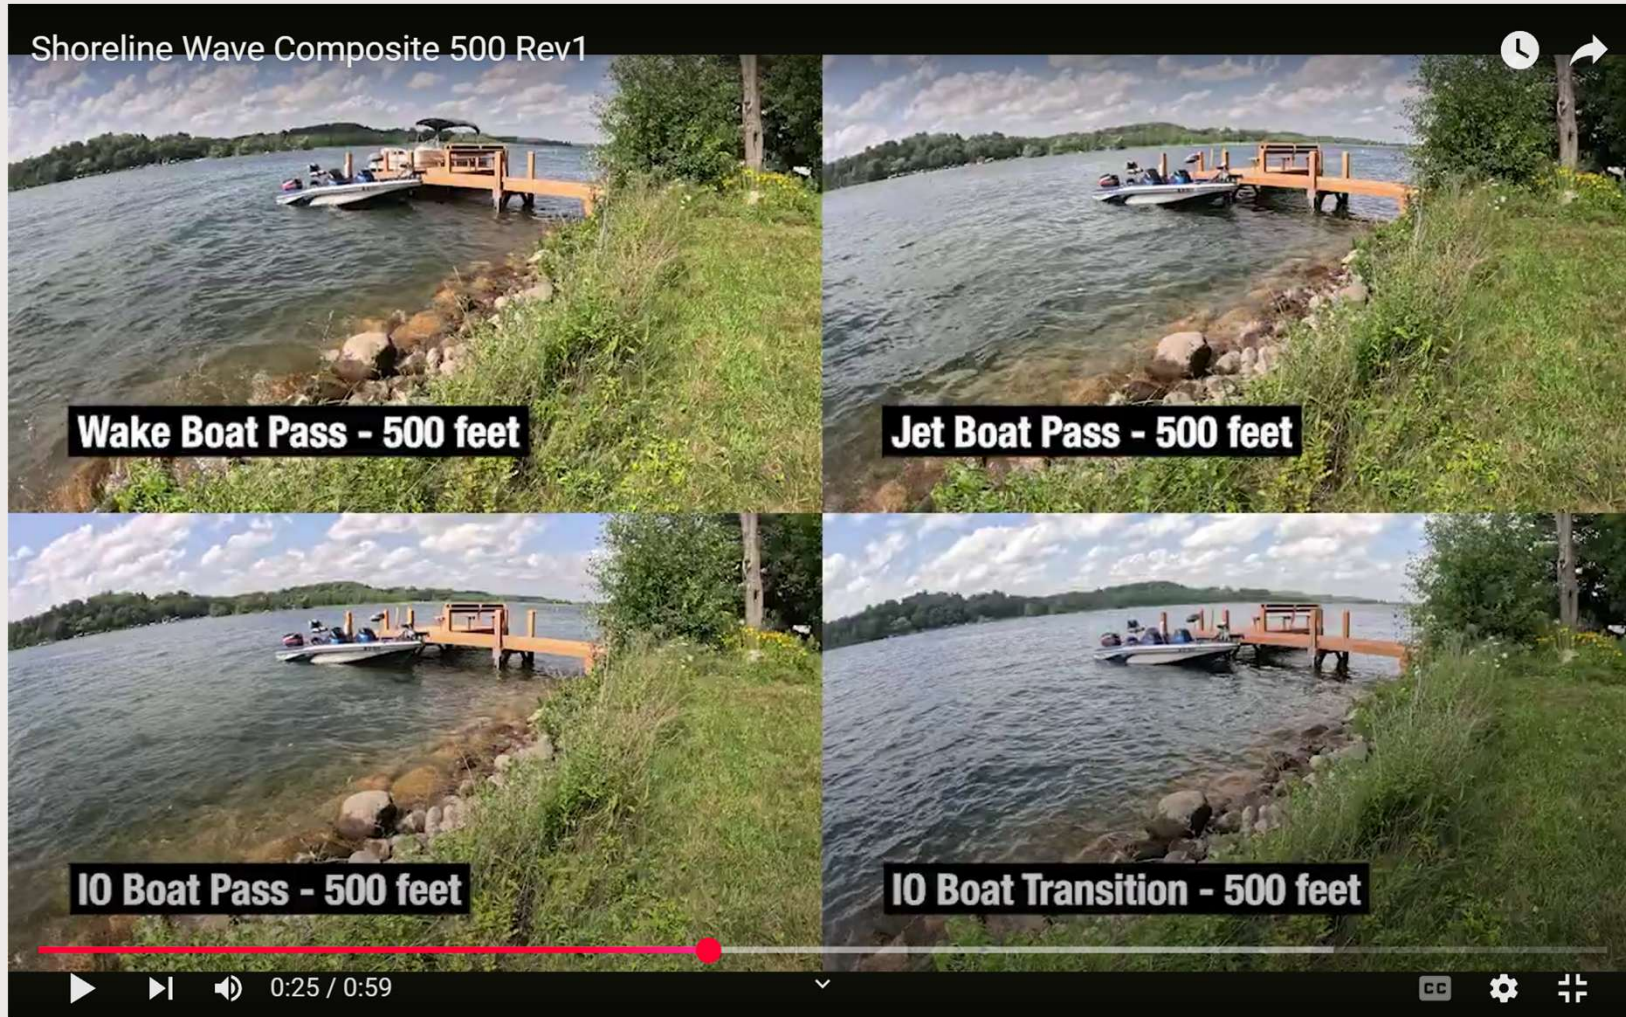 Shoreline Wave Composite 500 Rev1
Wake Boat Pass - 500 feet
Jet Boat Pass - 500 feet
IO Boat Pass - 500 feet
IO Boat Transition - 500 feet
0:25 / 0:59
CC